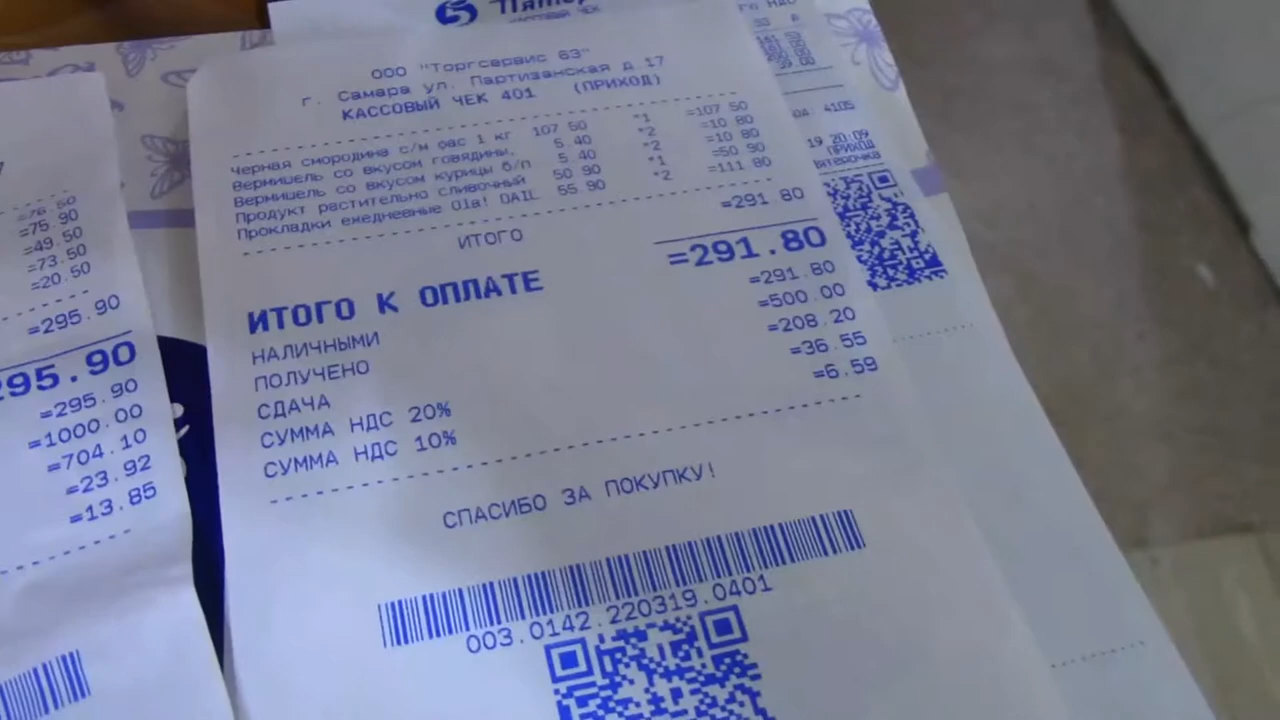 ООО "Торгсервис 63"
г. Самара ул. Партизанская д.17
КАССОВЫЙ ЧЕК 401 (ПРИХОД)
Черная смородина с/м фас 1 кг 107 50 *1 =107 50
Вермишель со вкусом говядины, 5.40 *2 =10 80
Вермишель со вкусом курицы б/п 5 40 *2 =10 80
Продукт растительно сливочный 50 90 *1 =50 90
Прокладки ежедневные Ola! DAIL 55.90 *2 =111.80
ИТОГО =291 80
ИТОГО К ОПЛАТЕ =291.80
НАЛИЧНЫМИ =291.80
ПОЛУЧЕНО =500.00
СДАЧА =208.20
СУММА НДС 20% =36.55
СУММА НДС 10% =6.59
СПАСИБО ЗА ПОКУПКУ!
003.0142.220319.0401
=76 50
=75.90
=49.50
=73.50
=20.50
=295.90
295.90
=295.90
=1000.00
=704.10
=23.92
=13.85
4105
19 20:09
ПРИХОД